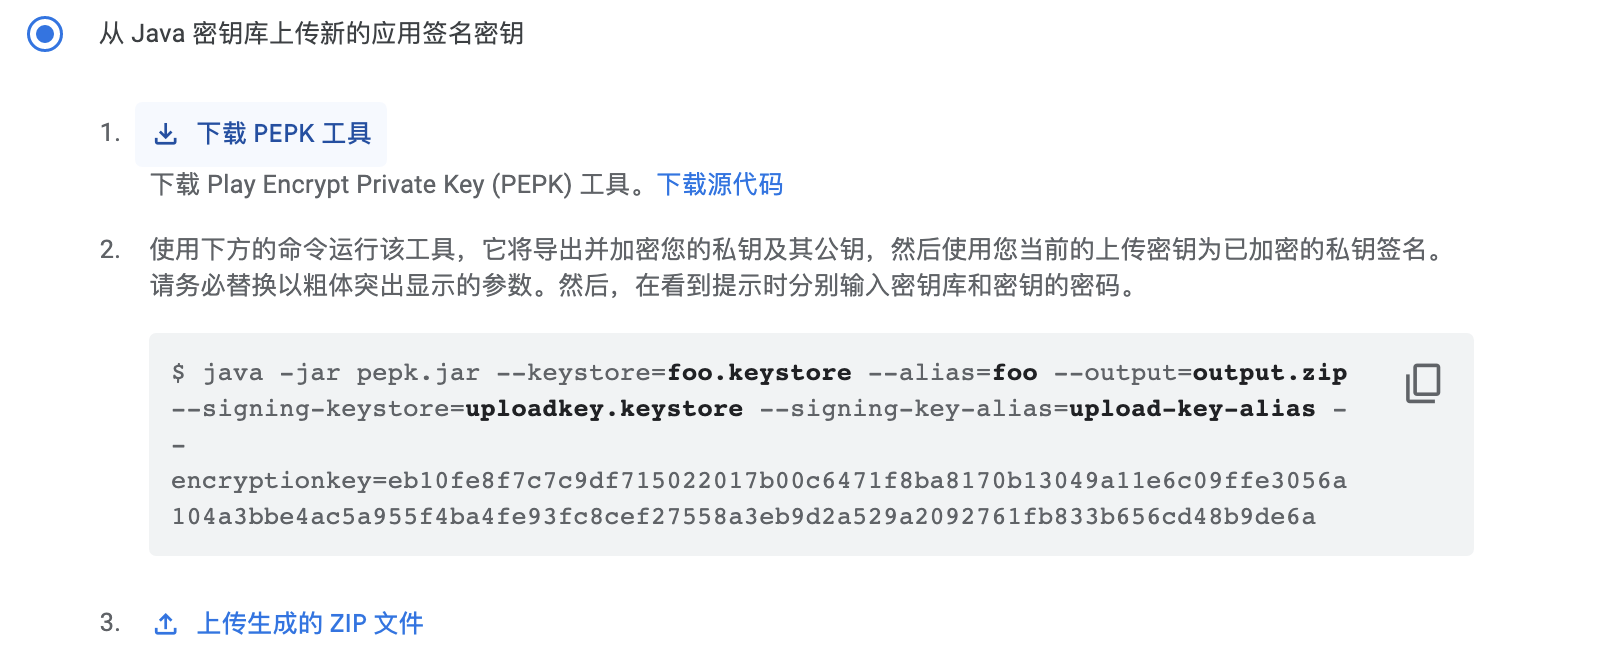 从 Java 密钥库上传新的应用签名密钥
1. 下载 PEPK 工具
下载 Play Encrypt Private Key (PEPK) 工具。下载源代码
2. 使用下方的命令运行该工具，它将导出并加密您的私钥及其公钥，然后使用您当前的上传密钥为已加密的私钥签名。
请务必替换以粗体突出显示的参数。然后，在看到提示时分别输入密钥库和密钥的密码。
$ java -jar pepk.jar --keystore=foo.keystore --alias=foo --output=output.zip
--signing-keystore=uploadkey.keystore --signing-key-alias=upload-key-alias -
-
encryptionkey=eb10fe8f7c7c9df715022017b00c6471f8ba8170b13049a11e6c09ffe3056a
104a3bbe4ac5a955f4ba4fe93fc8cef27558a3eb9d2a529a2092761fb833b656cd48b9de6a
3. 上传生成的 ZIP 文件